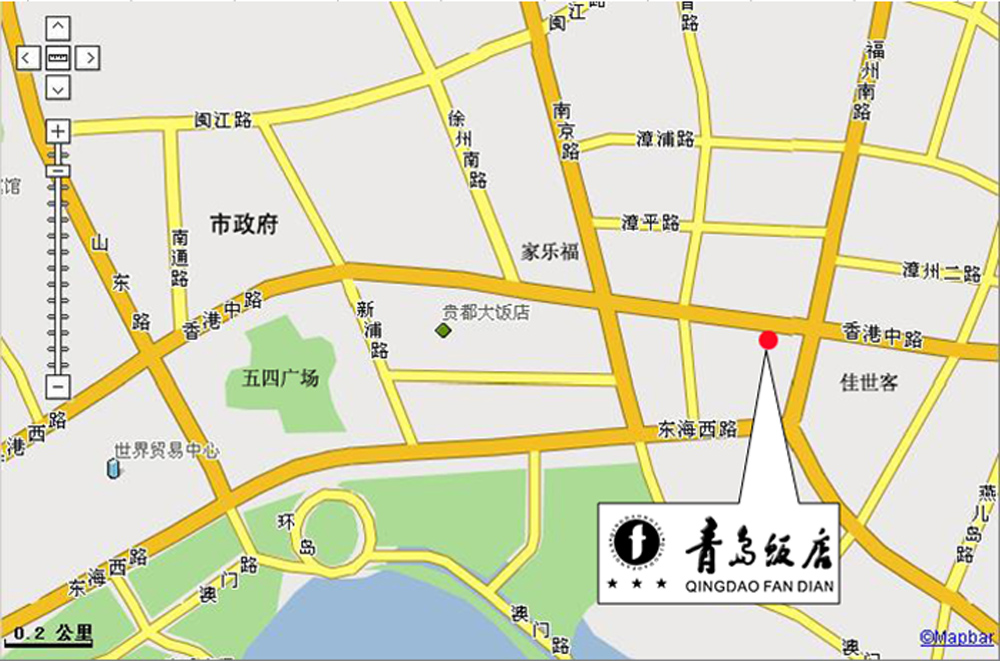 闽江
福州南路
闽江路
徐州南路
南京路
漳浦路
馆
市政府
漳平路
山东路
南通路
家乐福
漳州二路
香港中路
新浦路
贵都大饭店
香港中路
五四广场
佳世客
港西路
世界贸易中心
东海西路
环岛
燕儿岛路
青岛饭店
★ ★ ★
QINGDAO FAN DIAN
东海西路
澳门路
澳门路
澳门
0.2 公里
©Mapbar